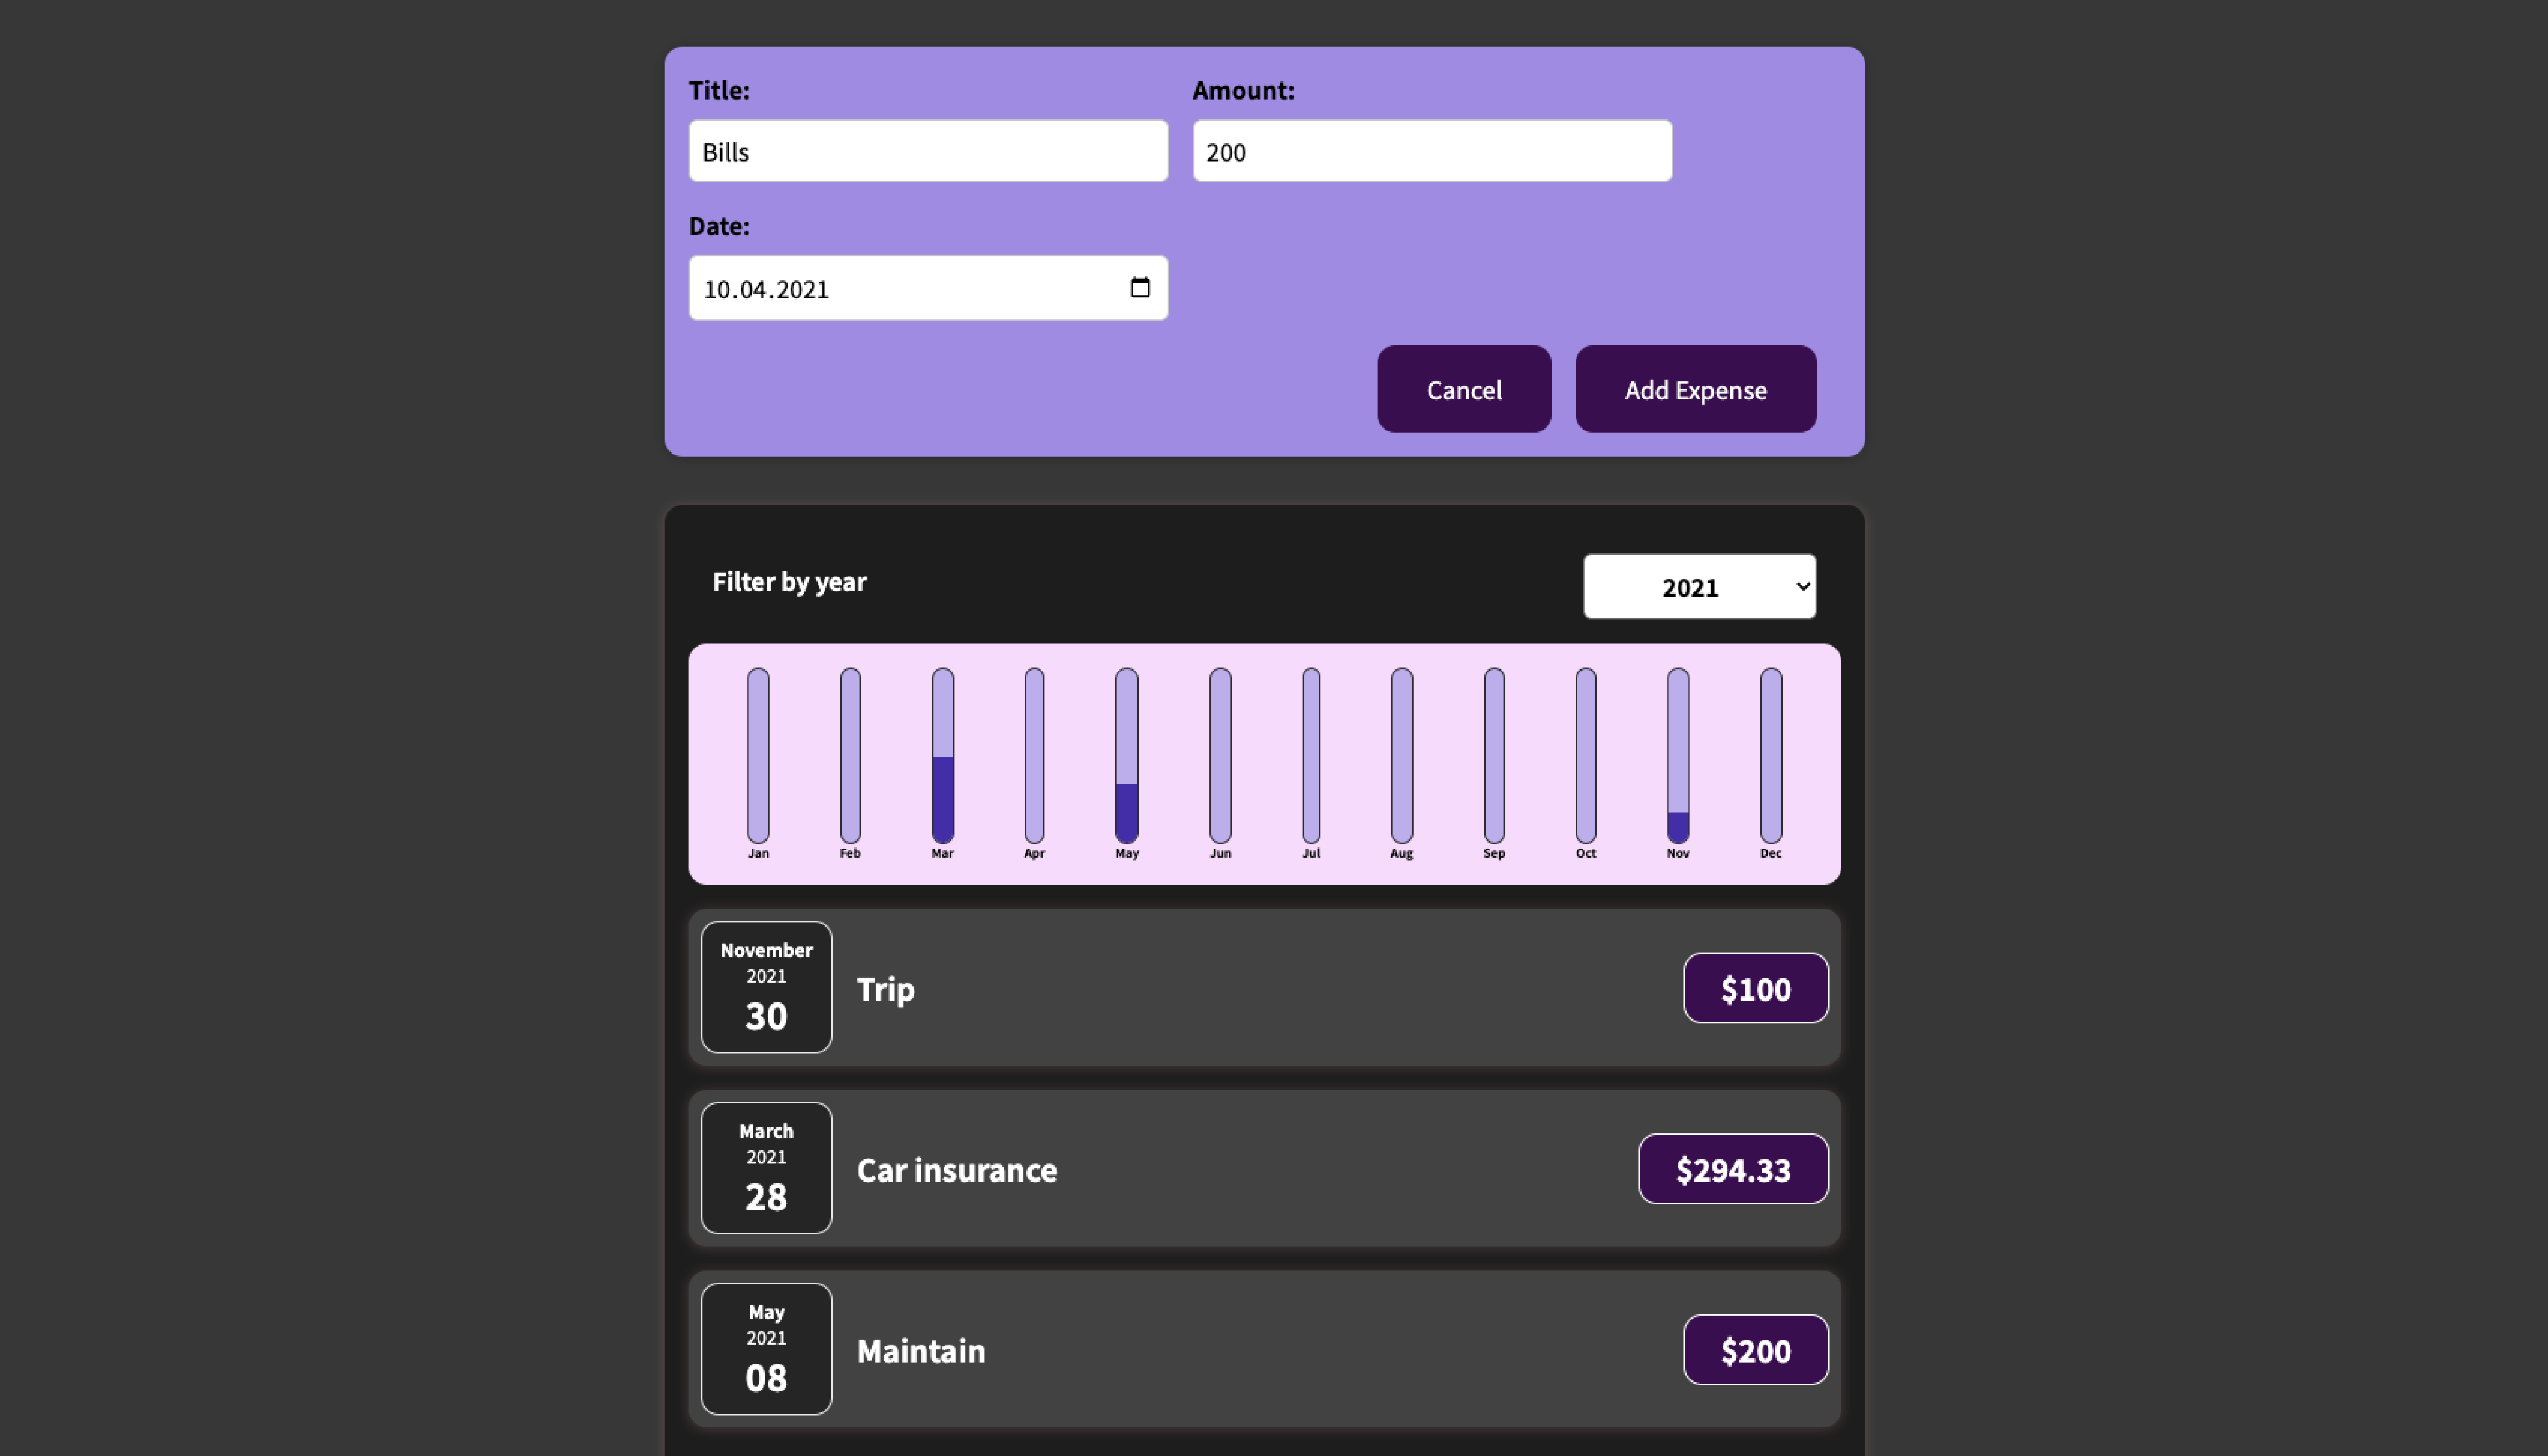 Title:
Amount:
Bills
200
Date:
10.04.2021
Cancel
Add Expense
Filter by year
2021
Jan Feb Mar Apr May Jun Jul Aug Sep Oct Nov Dec
November
2021
30
Trip
$100
March
2021
28
Car insurance
$294.33
May
2021
08
Maintain
$200